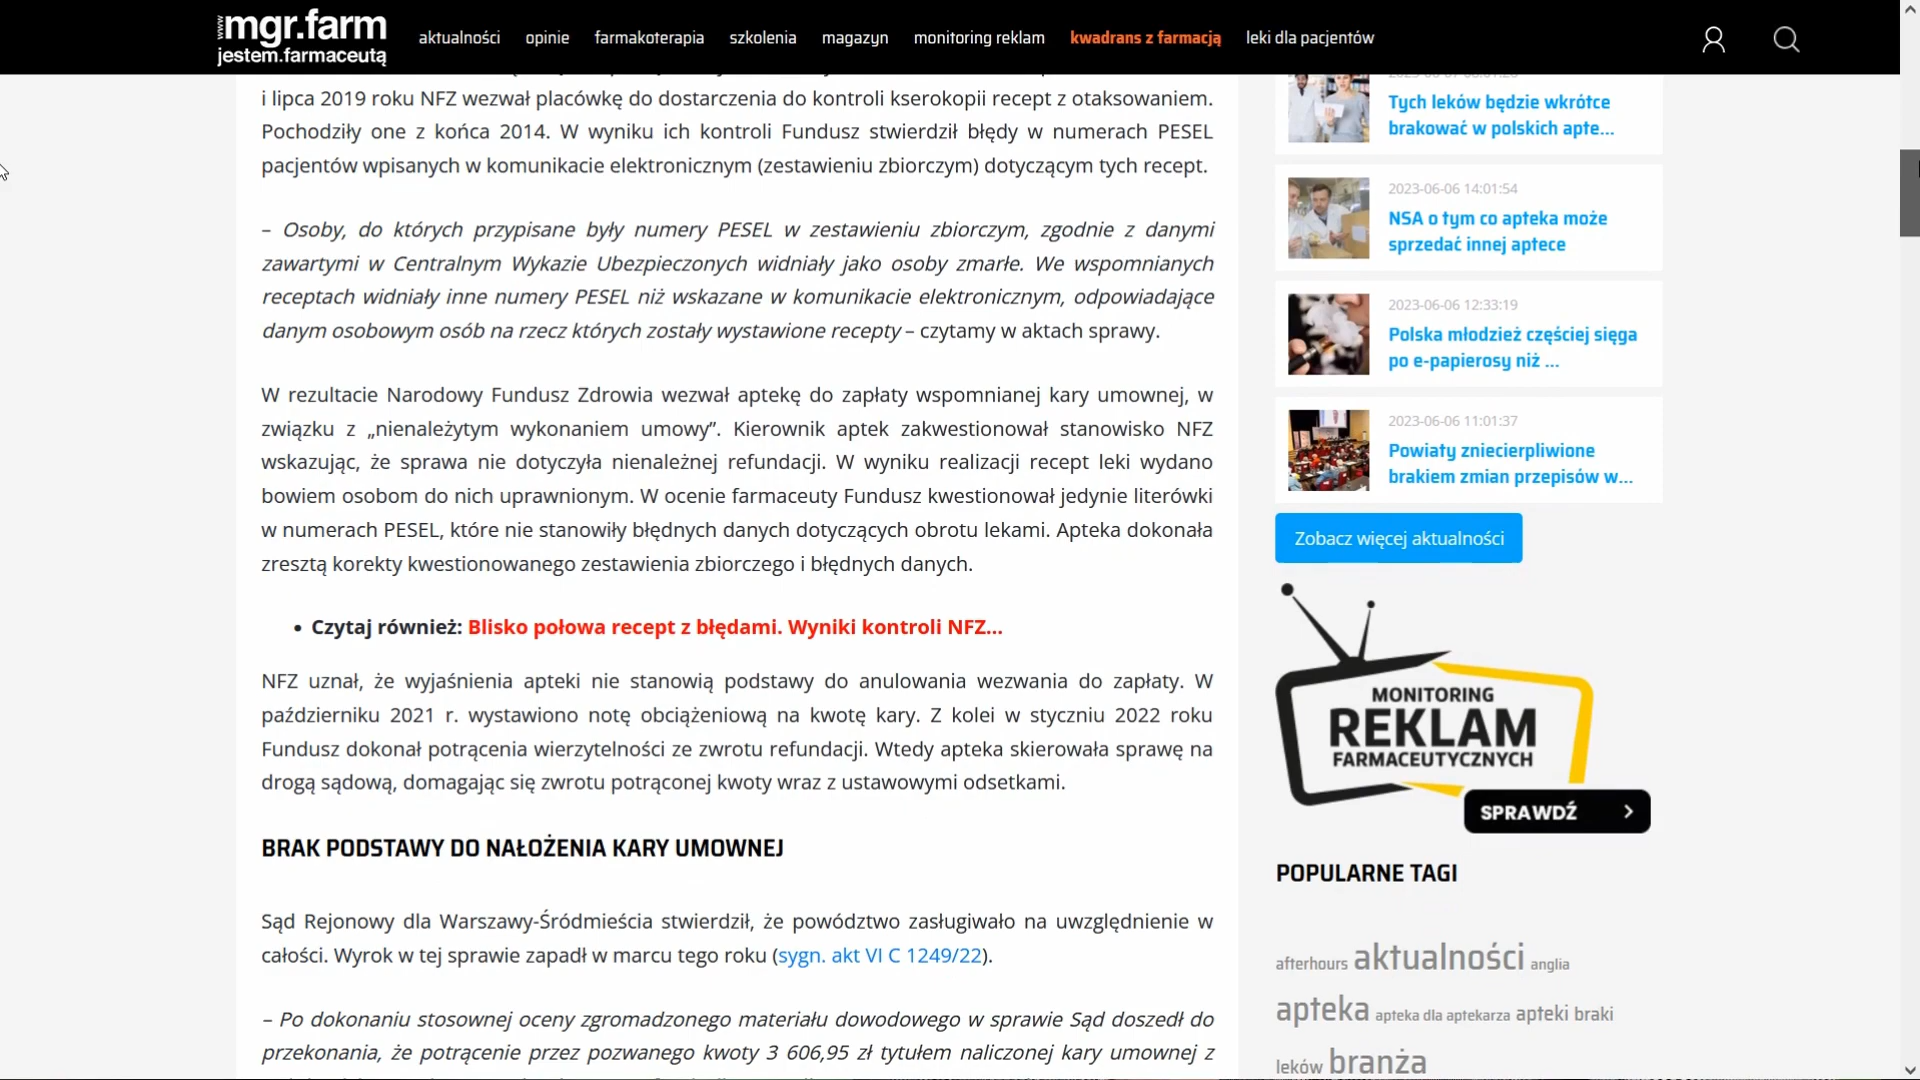 www.mgr.farm
jestem.farmaceutą
aktualności opinie farmakoterapia szkolenia magazyn monitoring reklam kwadrans z farmacją leki dla pacjentów
i lipca 2019 roku NFZ wezwał placówkę do dostarczenia do kontroli kserokopii recept z otaksowaniem.
Pochodziły one z końca 2014. W wyniku ich kontroli Fundusz stwierdził błędy w numerach PESEL
pacjentów wpisanych w komunikacie elektronicznym (zestawieniu zbiorczym) dotyczącym tych recept.
– Osoby, do których przypisane były numery PESEL w zestawieniu zbiorczym, zgodnie z danymi
zawartymi w Centralnym Wykazie Ubezpieczonych widniały jako osoby zmarłe. We wspomnianych
receptach widniały inne numery PESEL niż wskazane w komunikacie elektronicznym, odpowiadające
danym osobowym osób na rzecz których zostały wystawione recepty – czytamy w aktach sprawy.
W rezultacie Narodowy Fundusz Zdrowia wezwał aptekę do zapłaty wspomnianej kary umownej, w
związku z „nienależytym wykonaniem umowy”. Kierownik aptek zakwestionował stanowisko NFZ
wskazując, że sprawa nie dotyczyła nienależnej refundacji. W wyniku realizacji recept leki wydano
bowiem osobom do nich uprawnionym. W ocenie farmaceuty Fundusz kwestionował jedynie literówki
w numerach PESEL, które nie stanowiły błędnych danych dotyczących obrotu lekami. Apteka dokonała
zresztą korekty kwestionowanego zestawienia zbiorczego i błędnych danych.
• Czytaj również: Blisko połowa recept z błędami. Wyniki kontroli NFZ…
NFZ uznał, że wyjaśnienia apteki nie stanowią podstawy do anulowania wezwania do zapłaty. W
październiku 2021 r. wystawiono notę obciążeniową na kwotę kary. Z kolei w styczniu 2022 roku
Fundusz dokonał potrącenia wierzytelności ze zwrotu refundacji. Wtedy apteka skierowała sprawę na
drogą sądową, domagając się zwrotu potrąconej kwoty wraz z ustawowymi odsetkami.
BRAK PODSTAWY DO NAŁOŻENIA KARY UMOWNEJ
Sąd Rejonowy dla Warszawy-Śródmieścia stwierdził, że powództwo zasługiwało na uwzględnienie w
całości. Wyrok w tej sprawie zapadł w marcu tego roku (sygn. akt VI C 1249/22).
– Po dokonaniu stosownej oceny zgromadzonego materiału dowodowego w sprawie Sąd doszedł do
przekonania, że potrącenie przez pozwanego kwoty 3 606,95 zł tytułem naliczonej kary umownej z
Tych leków będzie wkrótce
brakować w polskich apte...
2023-06-06 14:01:54
NSA o tym co apteka może
sprzedać innej aptece
2023-06-06 12:33:19
Polska młodzież częściej sięga
po e-papierosy niż ...
2023-06-06 11:01:37
Powiaty zniecierpliwione
brakiem zmian przepisów w...
Zobacz więcej aktualności
MONITORING
REKLAM
FARMACEUTYCZNYCH
SPRAWDŹ
POPULARNE TAGI
afterhours aktualności anglia
apteka apteka dla aptekarza apteki braki
leków branża